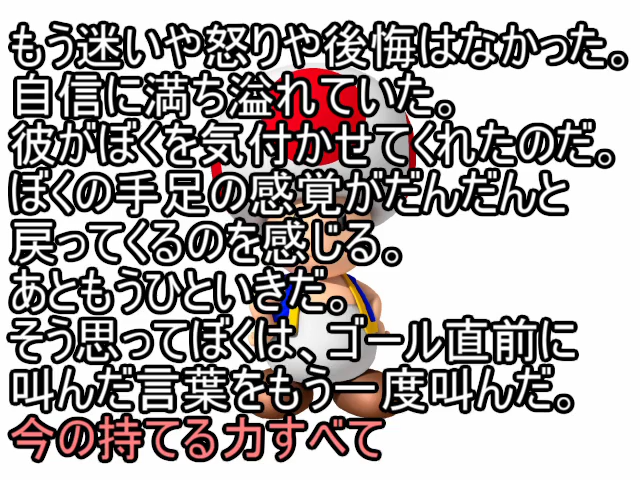 もう迷いや怒りや後悔はなかった。
自信に満ち溢れていた。
彼がぼくを気付かせてくれたのだ。
ぼくの手足の感覚がだんだんと
戻ってくるのを感じる。
あともうひといきだ。
そう思ってぼくは、ゴール直前に
叫んだ言葉をもう一度叫んだ。
今の持てる力すべて